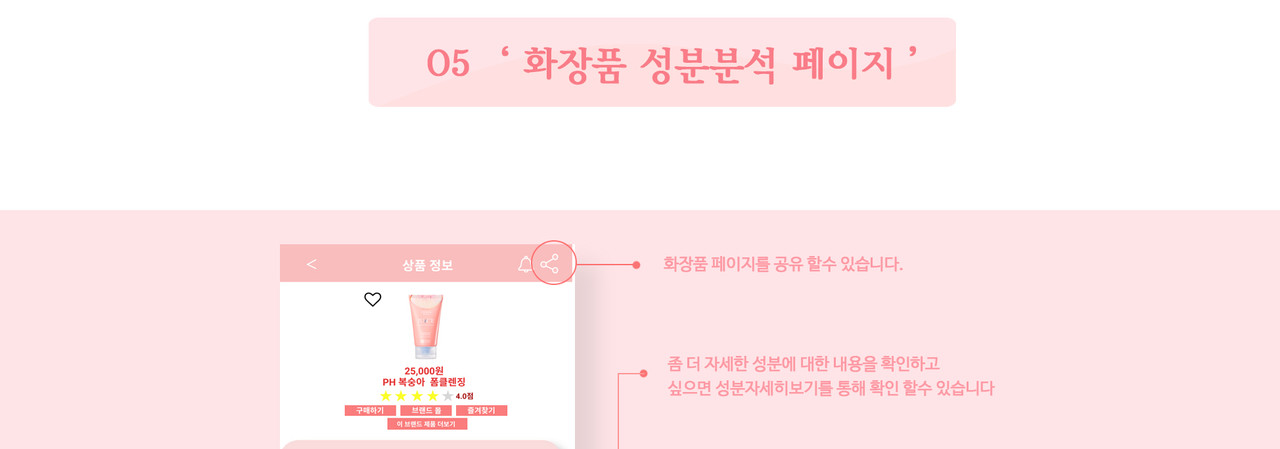 05 ‘ 화장품 성분분석 페이지 ’
< 상품 정보
화장품 페이지를 공유 할수 있습니다.
25,000원
PH 복숭아 폼클렌징
4.0점
구매하기 브랜드 몰 즐겨찾기
이 브랜드 제품 더보기
좀 더 자세한 성분에 대한 내용을 확인하고
싶으면 성분자세히보기를 통해 확인 할수 있습니다